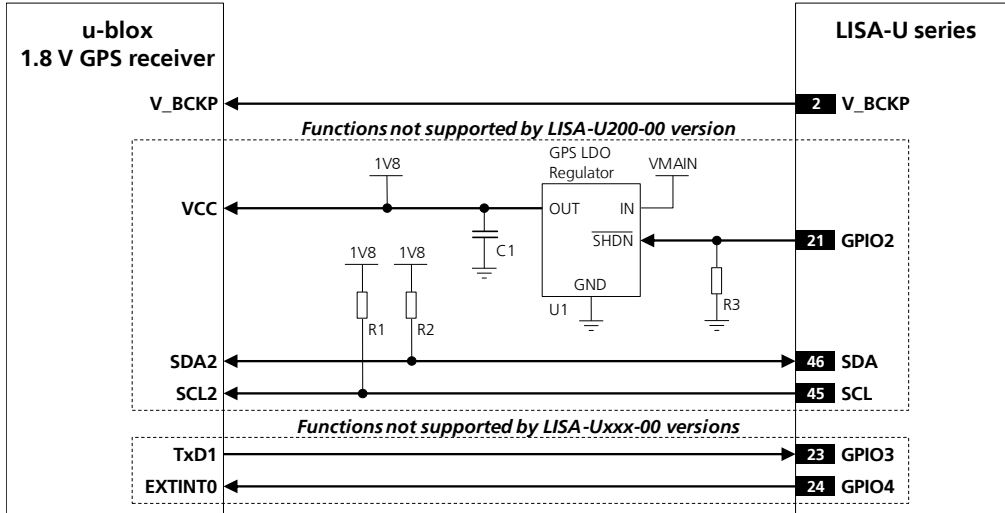 u-blox
1.8 V GPS receiver
LISA-U series
V_BCKP
2 V_BCKP
Functions not supported by LISA-U200-00 version
GPS LDO
Regulator
1V8
VMAIN
VCC
OUT
IN
C1
SHDN
21 GPIO2
1V8
1V8
GND
U1
R3
R1
R2
SDA2
46 SDA
SCL2
45 SCL
Functions not supported by LISA-Uxxx-00 versions
TxD1
23 GPIO3
EXTINT0
24 GPIO4